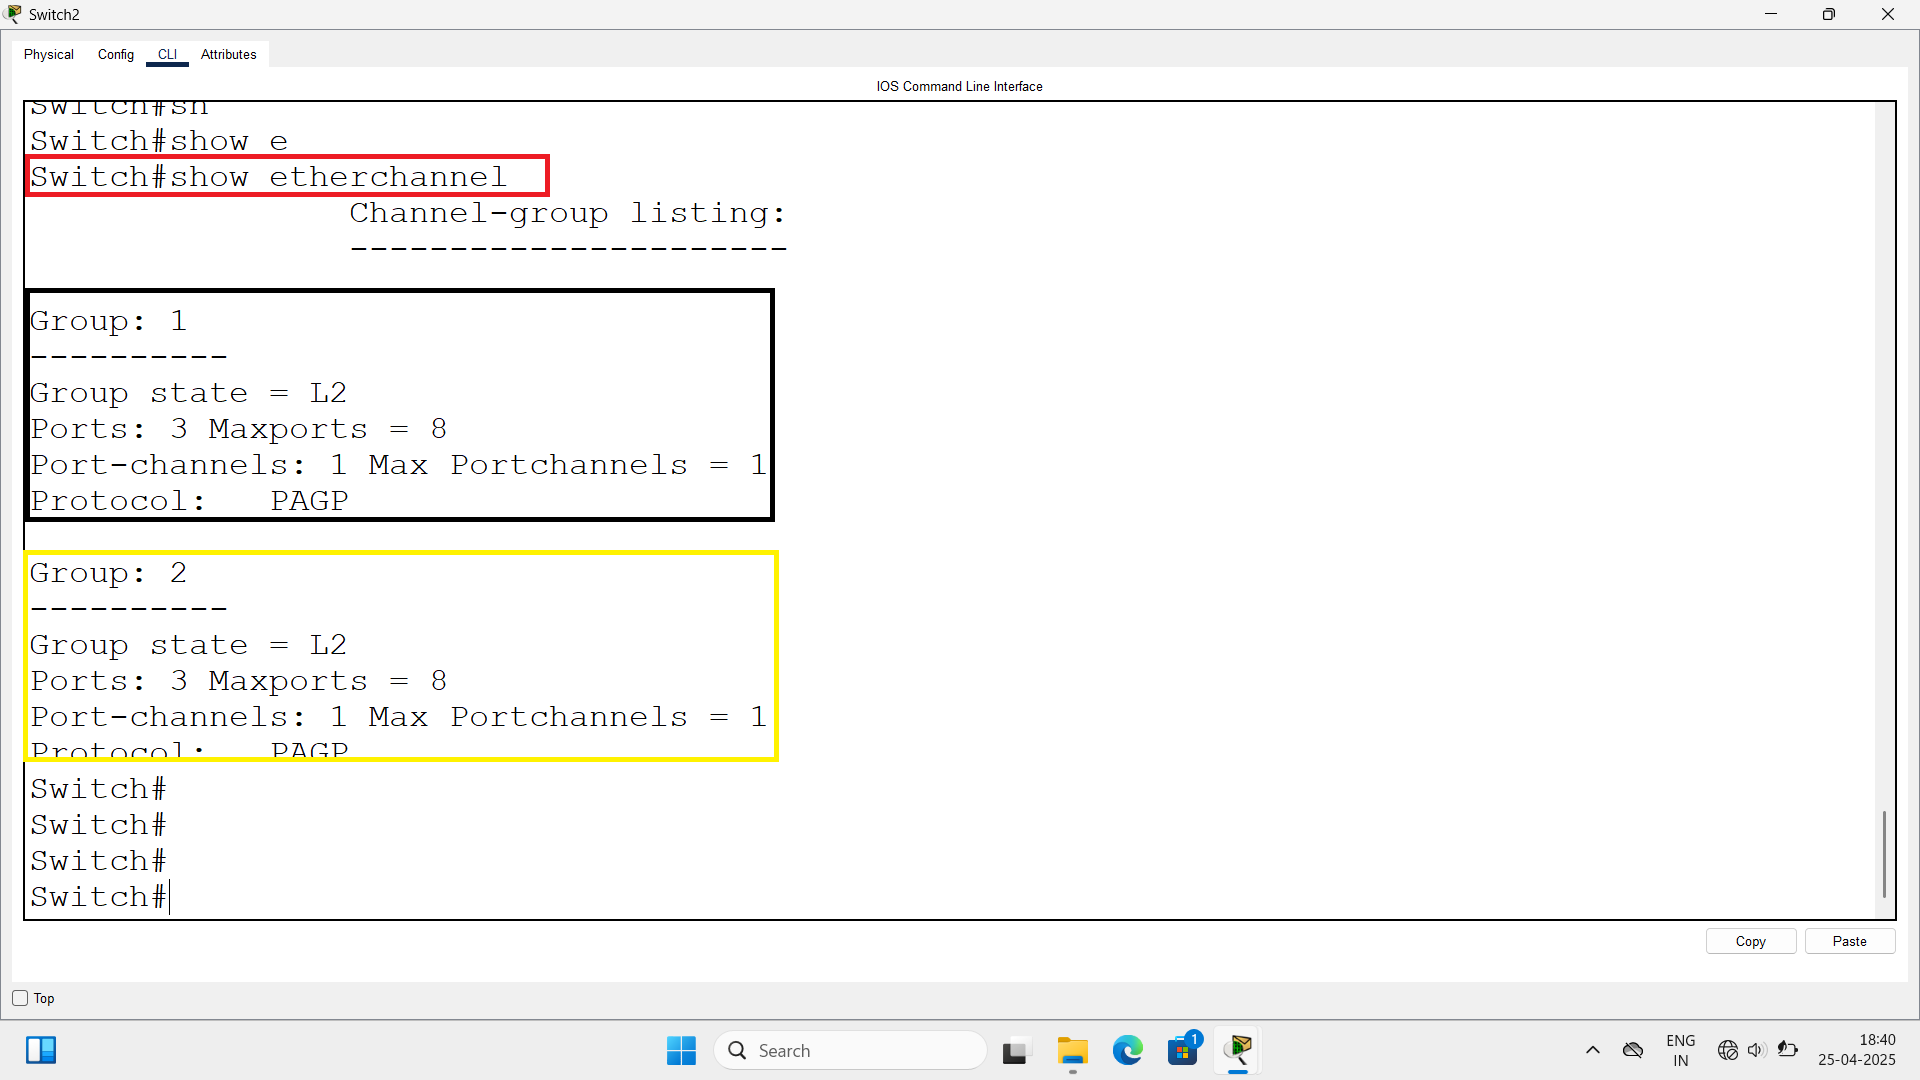 Switch2
Physical Config CLI Attributes
IOS Command Line Interface
Switch#sh
Switch#show e
Switch#show etherchannel
Channel-group listing:
----------------------
Group: 1
----------
Group state = L2
Ports: 3 Maxports = 8
Port-channels: 1 Max Portchannels = 1
Protocol: PAGP
Group: 2
----------
Group state = L2
Ports: 3 Maxports = 8
Port-channels: 1 Max Portchannels = 1
Protocol: PAGP
Switch#
Switch#
Switch#
Switch#
Copy Paste
Top
Search
1
ENG
IN
18:40
25-04-2025